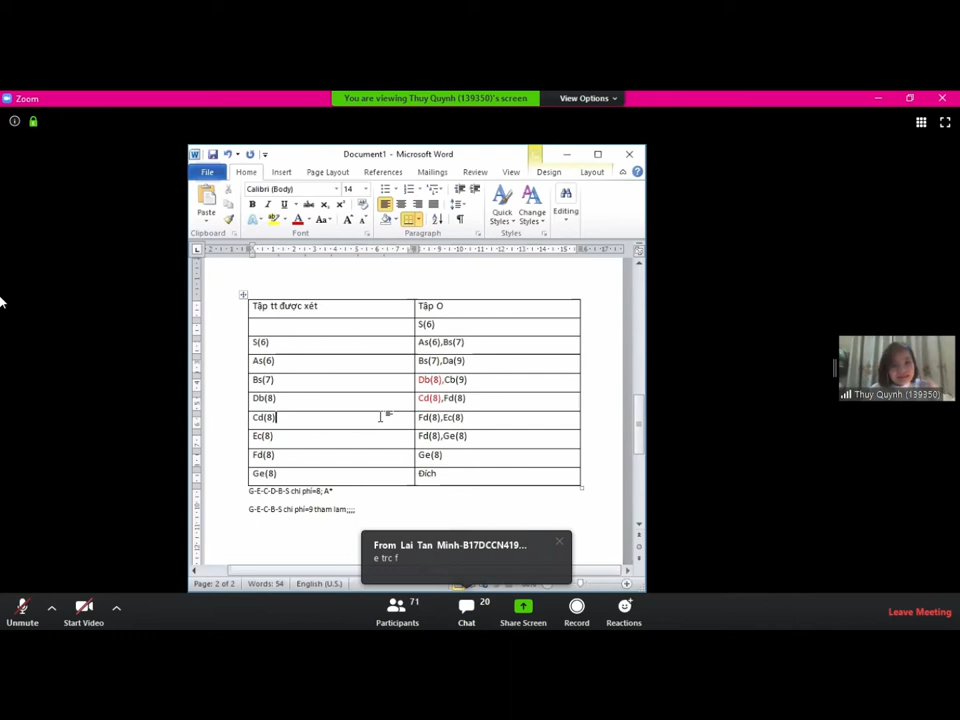 Zoom
You are viewing Thuy Quynh (139350)'s screen
View Options
Document1 - Microsoft Word
File Home Insert Page Layout References Mailings Review View Design Layout
Calibri (Body) 14
Paste
B I U abc
Aa
Quick Styles
Change Styles
Editing
Clipboard Font Paragraph Styles
Tập tt được xét Tập O
S(6)
S(6) As(6),Bs(7)
As(6) Bs(7),Da(9)
Bs(7) Db(8),Cb(9)
Db(8) Cd(8),Fd(8)
Cd(8) Fd(8),Ec(8)
Ec(8) Fd(8),Ge(8)
Fd(8) Ge(8)
Ge(8) Đích
G-E-C-D-B-S chi phí=8; A*
G-E-C-B-S chi phí=9 tham lam;;;;
Thuy Quynh (139350)
From Lai Tan Minh-B17DCCN419...
e trc f
Page: 2 of 2 Words: 54 English (U.S.)
Unmute
Start Video
71
Participants
20
Chat
Share Screen
Record
Reactions
Leave Meeting